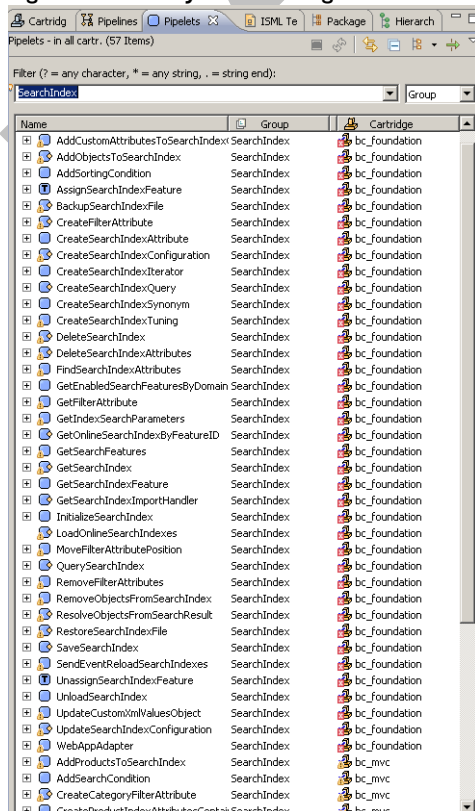 Cartridg Pipelines Pipelets ISML Te Package Hierarch
Pipelets - in all cartr. (57 Items)
Filter (? = any character, * = any string, . = string end):
SearchIndex Group
Name Group Cartridge
AddCustomAttributesToSearchIndex( SearchIndex bc_foundation
AddObjectsToSearchIndex SearchIndex bc_foundation
AddSortingCondition SearchIndex bc_foundation
AssignSearchIndexFeature SearchIndex bc_foundation
BackupSearchIndexFile SearchIndex bc_foundation
CreateFilterAttribute SearchIndex bc_foundation
CreateSearchIndexAttribute SearchIndex bc_foundation
CreateSearchIndexConfiguration SearchIndex bc_foundation
CreateSearchIndexIterator SearchIndex bc_foundation
CreateSearchIndexQuery SearchIndex bc_foundation
CreateSearchIndexSynonym SearchIndex bc_foundation
CreateSearchIndexTuning SearchIndex bc_foundation
DeleteSearchIndex SearchIndex bc_foundation
DeleteSearchIndexAttributes SearchIndex bc_foundation
FindSearchIndexAttributes SearchIndex bc_foundation
GetEnabledSearchFeaturesByDomain SearchIndex bc_foundation
GetFilterAttribute SearchIndex bc_foundation
GetIndexSearchParameters SearchIndex bc_foundation
GetOnlineSearchIndexByFeatureID SearchIndex bc_foundation
GetSearchFeatures SearchIndex bc_foundation
GetSearchIndex SearchIndex bc_foundation
GetSearchIndexFeature SearchIndex bc_foundation
GetSearchIndexImportHandler SearchIndex bc_foundation
InitializeSearchIndex SearchIndex bc_foundation
LoadOnlineSearchIndexes SearchIndex bc_foundation
MoveFilterAttributePosition SearchIndex bc_foundation
QuerySearchIndex SearchIndex bc_foundation
RemoveFilterAttributes SearchIndex bc_foundation
RemoveObjectsFromSearchIndex SearchIndex bc_foundation
ResolveObjectsFromSearchResult SearchIndex bc_foundation
RestoreSearchIndexFile SearchIndex bc_foundation
SaveSearchIndex SearchIndex bc_foundation
SendEventReloadSearchIndexes SearchIndex bc_foundation
UnassignSearchIndexFeature SearchIndex bc_foundation
UnloadSearchIndex SearchIndex bc_foundation
UpdateCustomXmlValuesObject SearchIndex bc_foundation
UpdateSearchIndexConfiguration SearchIndex bc_foundation
WebAppAdapter SearchIndex bc_foundation
AddProductsToSearchIndex SearchIndex bc_mvc
AddSearchCondition SearchIndex bc_mvc
CreateCategoryFilterAttribute SearchIndex bc_mvc
SearchIndex bc_mvc